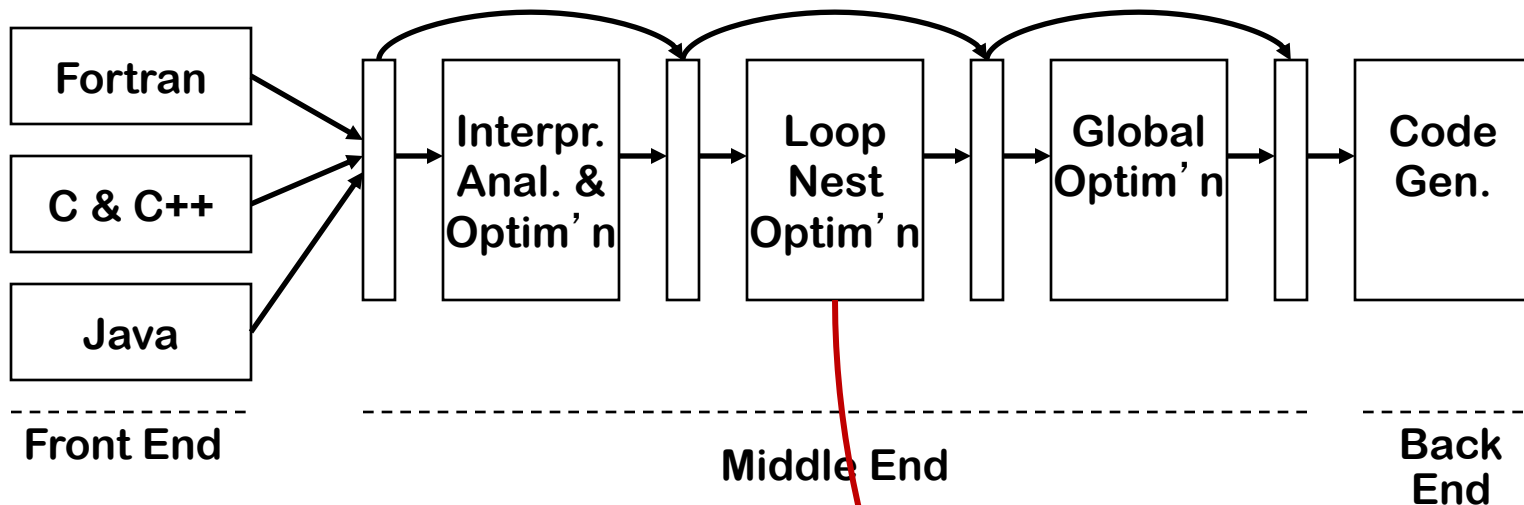 Fortran
C & C++
Java
Interpr.
Anal. &
Optim’ n
Loop
Nest
Optim’ n
Global
Optim’ n
Code
Gen.
Front End
Middle End
Back
End